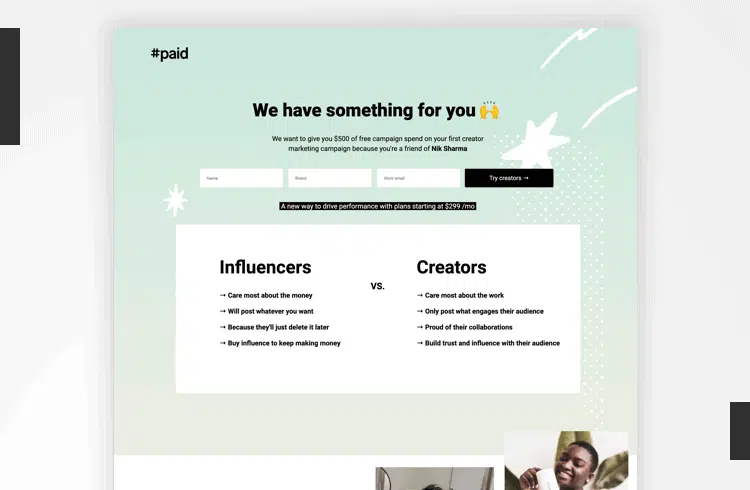 #paid
We have something for you 🙌
We want to give you $500 of free campaign spend on your first creator
marketing campaign because you're a friend of Nik Sharma
Name
Brand
Work email
Try creators →
A new way to drive performance with plans starting at $299 /mo
Influencers
→ Care most about the money
→ Will post whatever you want
→ Because they'll just delete it later
→ Buy influence to keep making money
VS.
Creators
→ Care most about the work
→ Only post what engages their audience
→ Proud of their collaborations
→ Build trust and influence with their audience